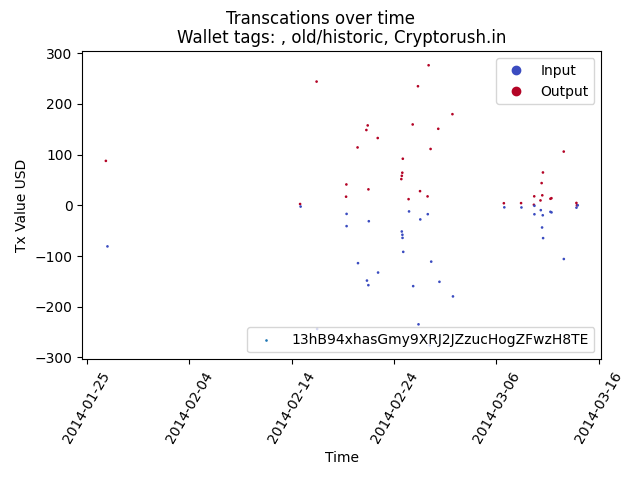 Transcations over time
Wallet tags: , old/historic, Cryptorush.in
300
200
100
0
−100
−200
−300
Tx Value USD
Input
Output
13hB94xhasGmy9XRJ2JZzucHogZFwzH8TE
2014-01-25
2014-02-04
2014-02-14
2014-02-24
2014-03-06
2014-03-16
Time